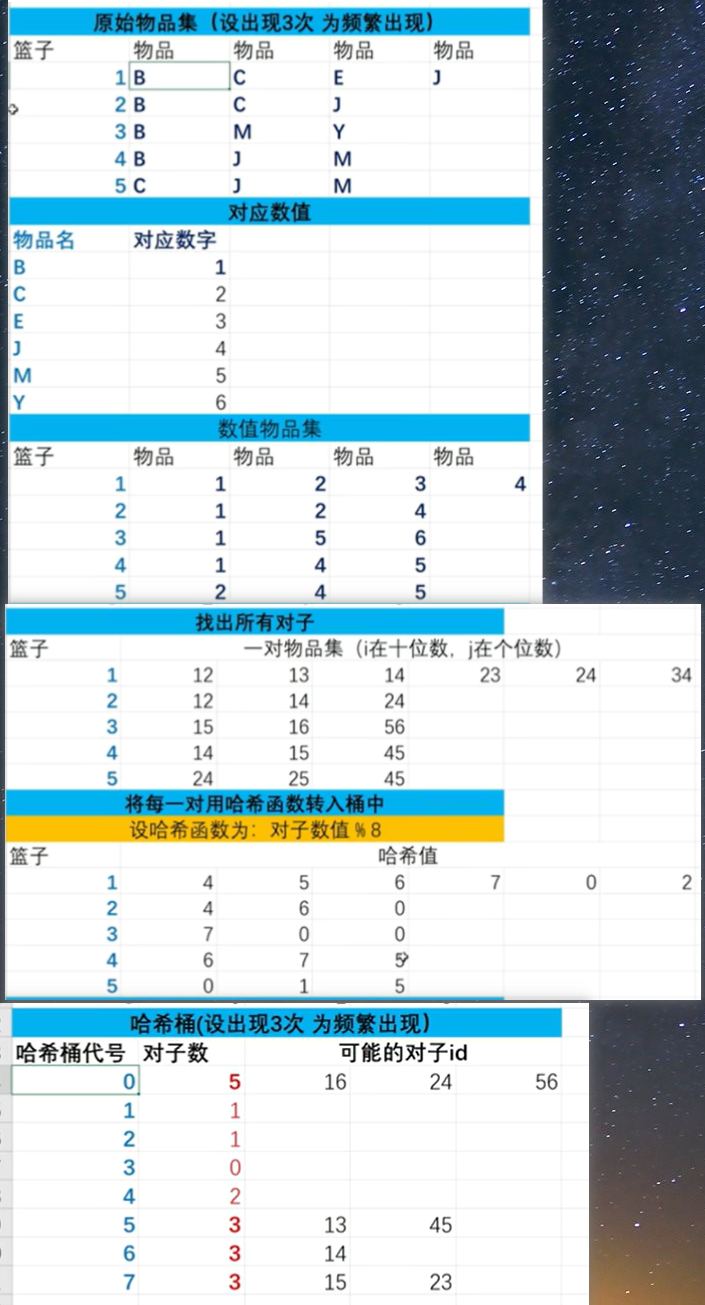 原始物品集（设出现3次 为频繁出现）
篮子 物品 物品 物品 物品
1 B C E J
2 B C J
3 B M Y
4 B J M
5 C J M
对应数值
物品名 对应数字
B 1
C 2
E 3
J 4
M 5
Y 6
数值物品集
篮子 物品 物品 物品 物品
1 1 2 3 4
2 1 2 4
3 1 5 6
4 1 4 5
5 2 4 5
找出所有对子
篮子 一对物品集（i在十位数，j在个位数）
1 12 13 14 23 24 34
2 12 14 24
3 15 16 56
4 14 15 45
5 24 25 45
将每一对用哈希函数转入桶中
设哈希函数为：对子数值％8
篮子 哈希值
1 4 5 6 7 0 2
2 4 6 0
3 7 0 0
4 6 7 5
5 0 1 5
哈希桶(设出现3次 为频繁出现）
哈希桶代号 对子数 可能的对子id
0 5 16 24 56
1 1
2 1
3 0
4 2
5 3 13 45
6 3 14
7 3 15 23